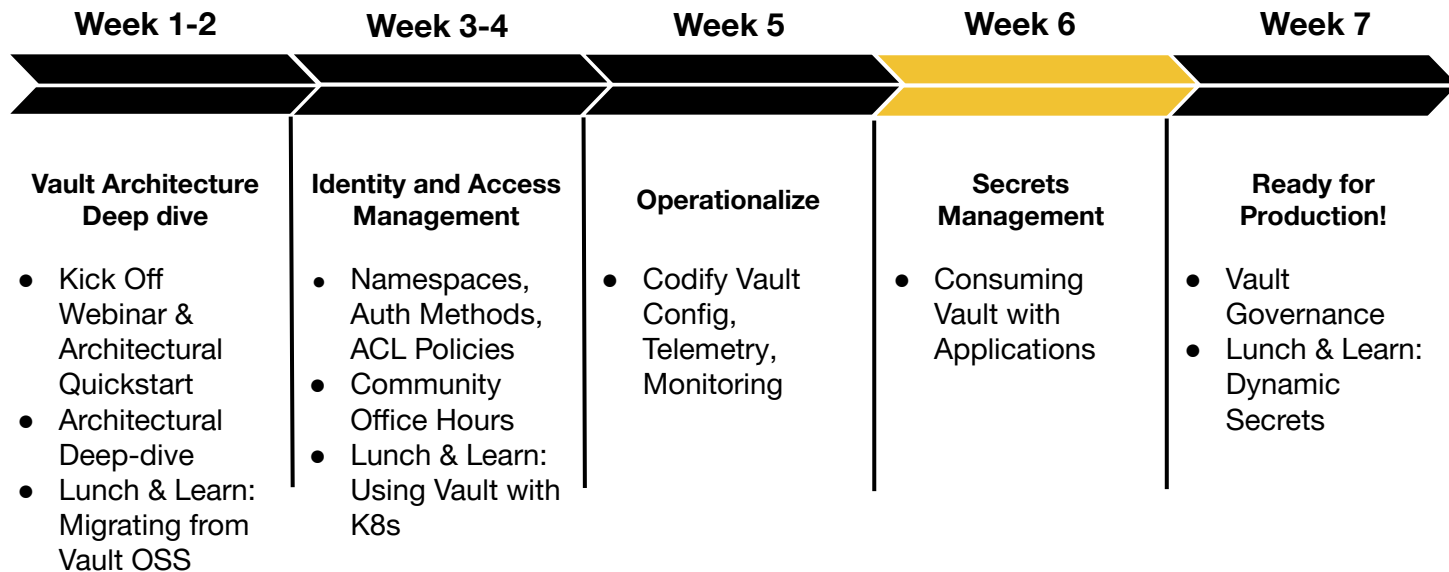 Week 1-2
Week 3-4
Week 5
Week 6
Week 7
Vault Architecture
Deep dive
● Kick Off
Webinar &
Architectural
Quickstart
● Architectural
Deep-dive
● Lunch & Learn:
Migrating from
Vault OSS
Identity and Access
Management
● Namespaces,
Auth Methods,
ACL Policies
● Community
Office Hours
● Lunch & Learn:
Using Vault with
K8s
Operationalize
● Codify Vault
Config,
Telemetry,
Monitoring
Secrets
Management
● Consuming
Vault with
Applications
Ready for
Production!
● Vault
Governance
● Lunch & Learn:
Dynamic
Secrets